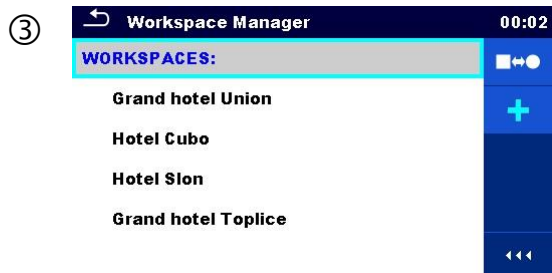 ③
Workspace Manager 00:02
WORKSPACES:
Grand hotel Union
Hotel Cubo
Hotel Slon
Grand hotel Toplice